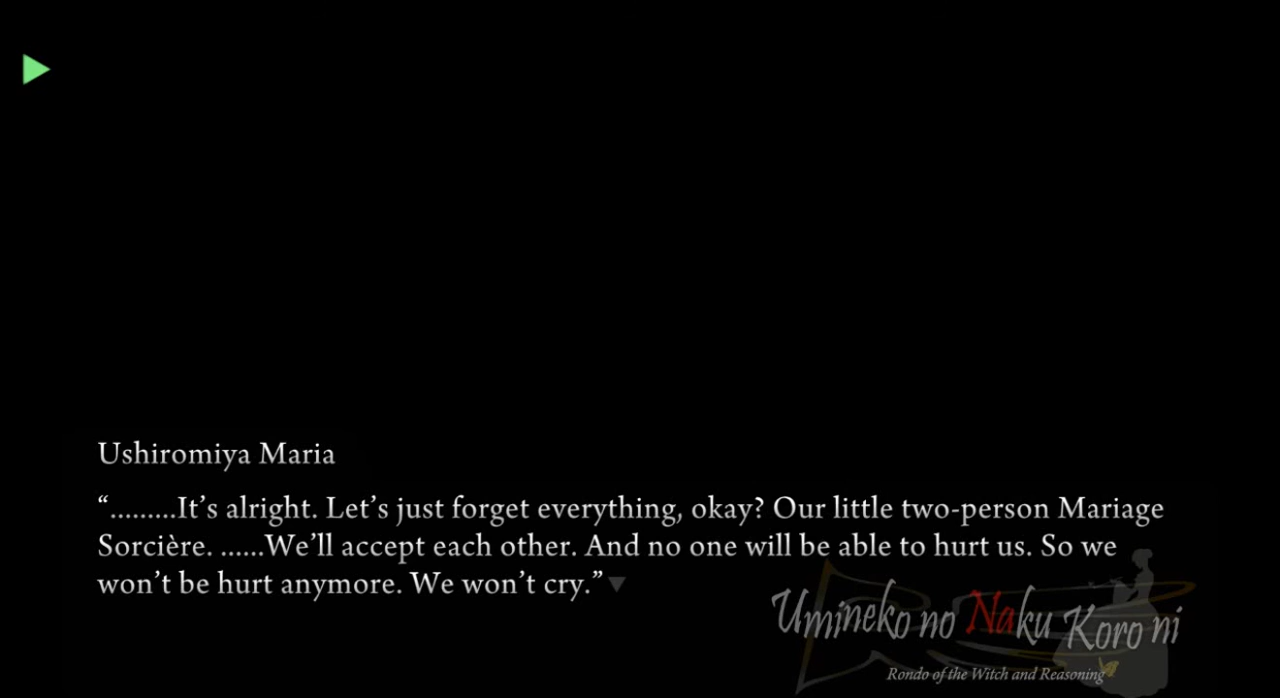 Ushiromiya Maria
“.........It’s alright. Let’s just forget everything, okay? Our little two-person Mariage
Sorcière. ......We’ll accept each other. And no one will be able to hurt us. So we
won’t be hurt anymore. We won’t cry.”
Umineko no Naku Koro ni
Rondo of the Witch and Reasoning